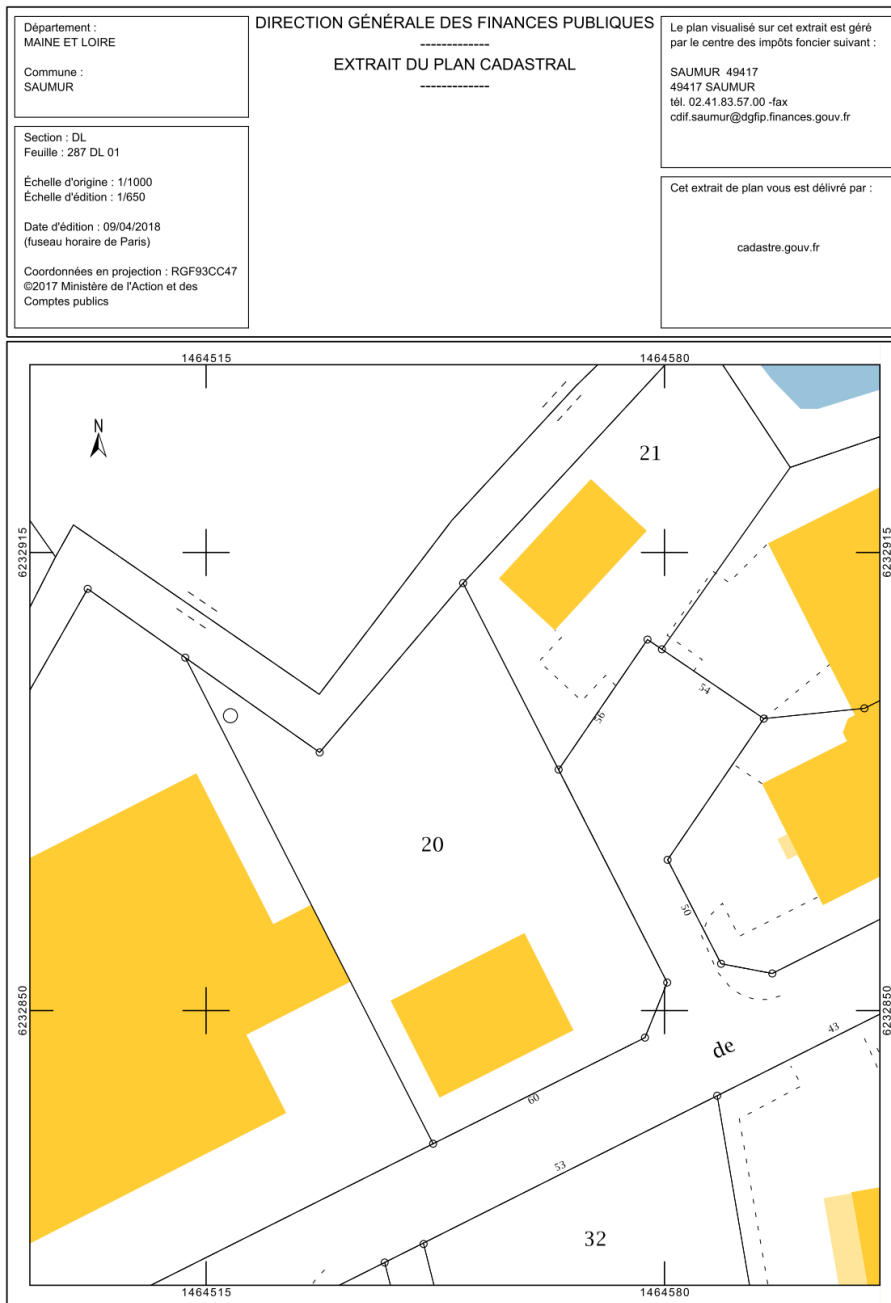 Département :
MAINE ET LOIRE
Commune :
SAUMUR
Section : DL
Feuille : 287 DL 01
Échelle d'origine : 1/1000
Échelle d'édition : 1/650
Date d'édition : 09/04/2018
(fuseau horaire de Paris)
Coordonnées en projection : RGF93CC47
©2017 Ministère de l'Action et des
Comptes publics
DIRECTION GÉNÉRALE DES FINANCES PUBLIQUES
-------------
EXTRAIT DU PLAN CADASTRAL
-------------
Le plan visualisé sur cet extrait est géré
par le centre des impôts foncier suivant :
SAUMUR 49417
49417 SAUMUR
tél. 02.41.83.57.00 -fax
cdif.saumur@dgfip.finances.gouv.fr
Cet extrait de plan vous est délivré par :
cadastre.gouv.fr
1464515
1464580
N
21
6232915
6232915
54
56
20
50
6232850
6232850
de
43
60
53
32
1464515
1464580